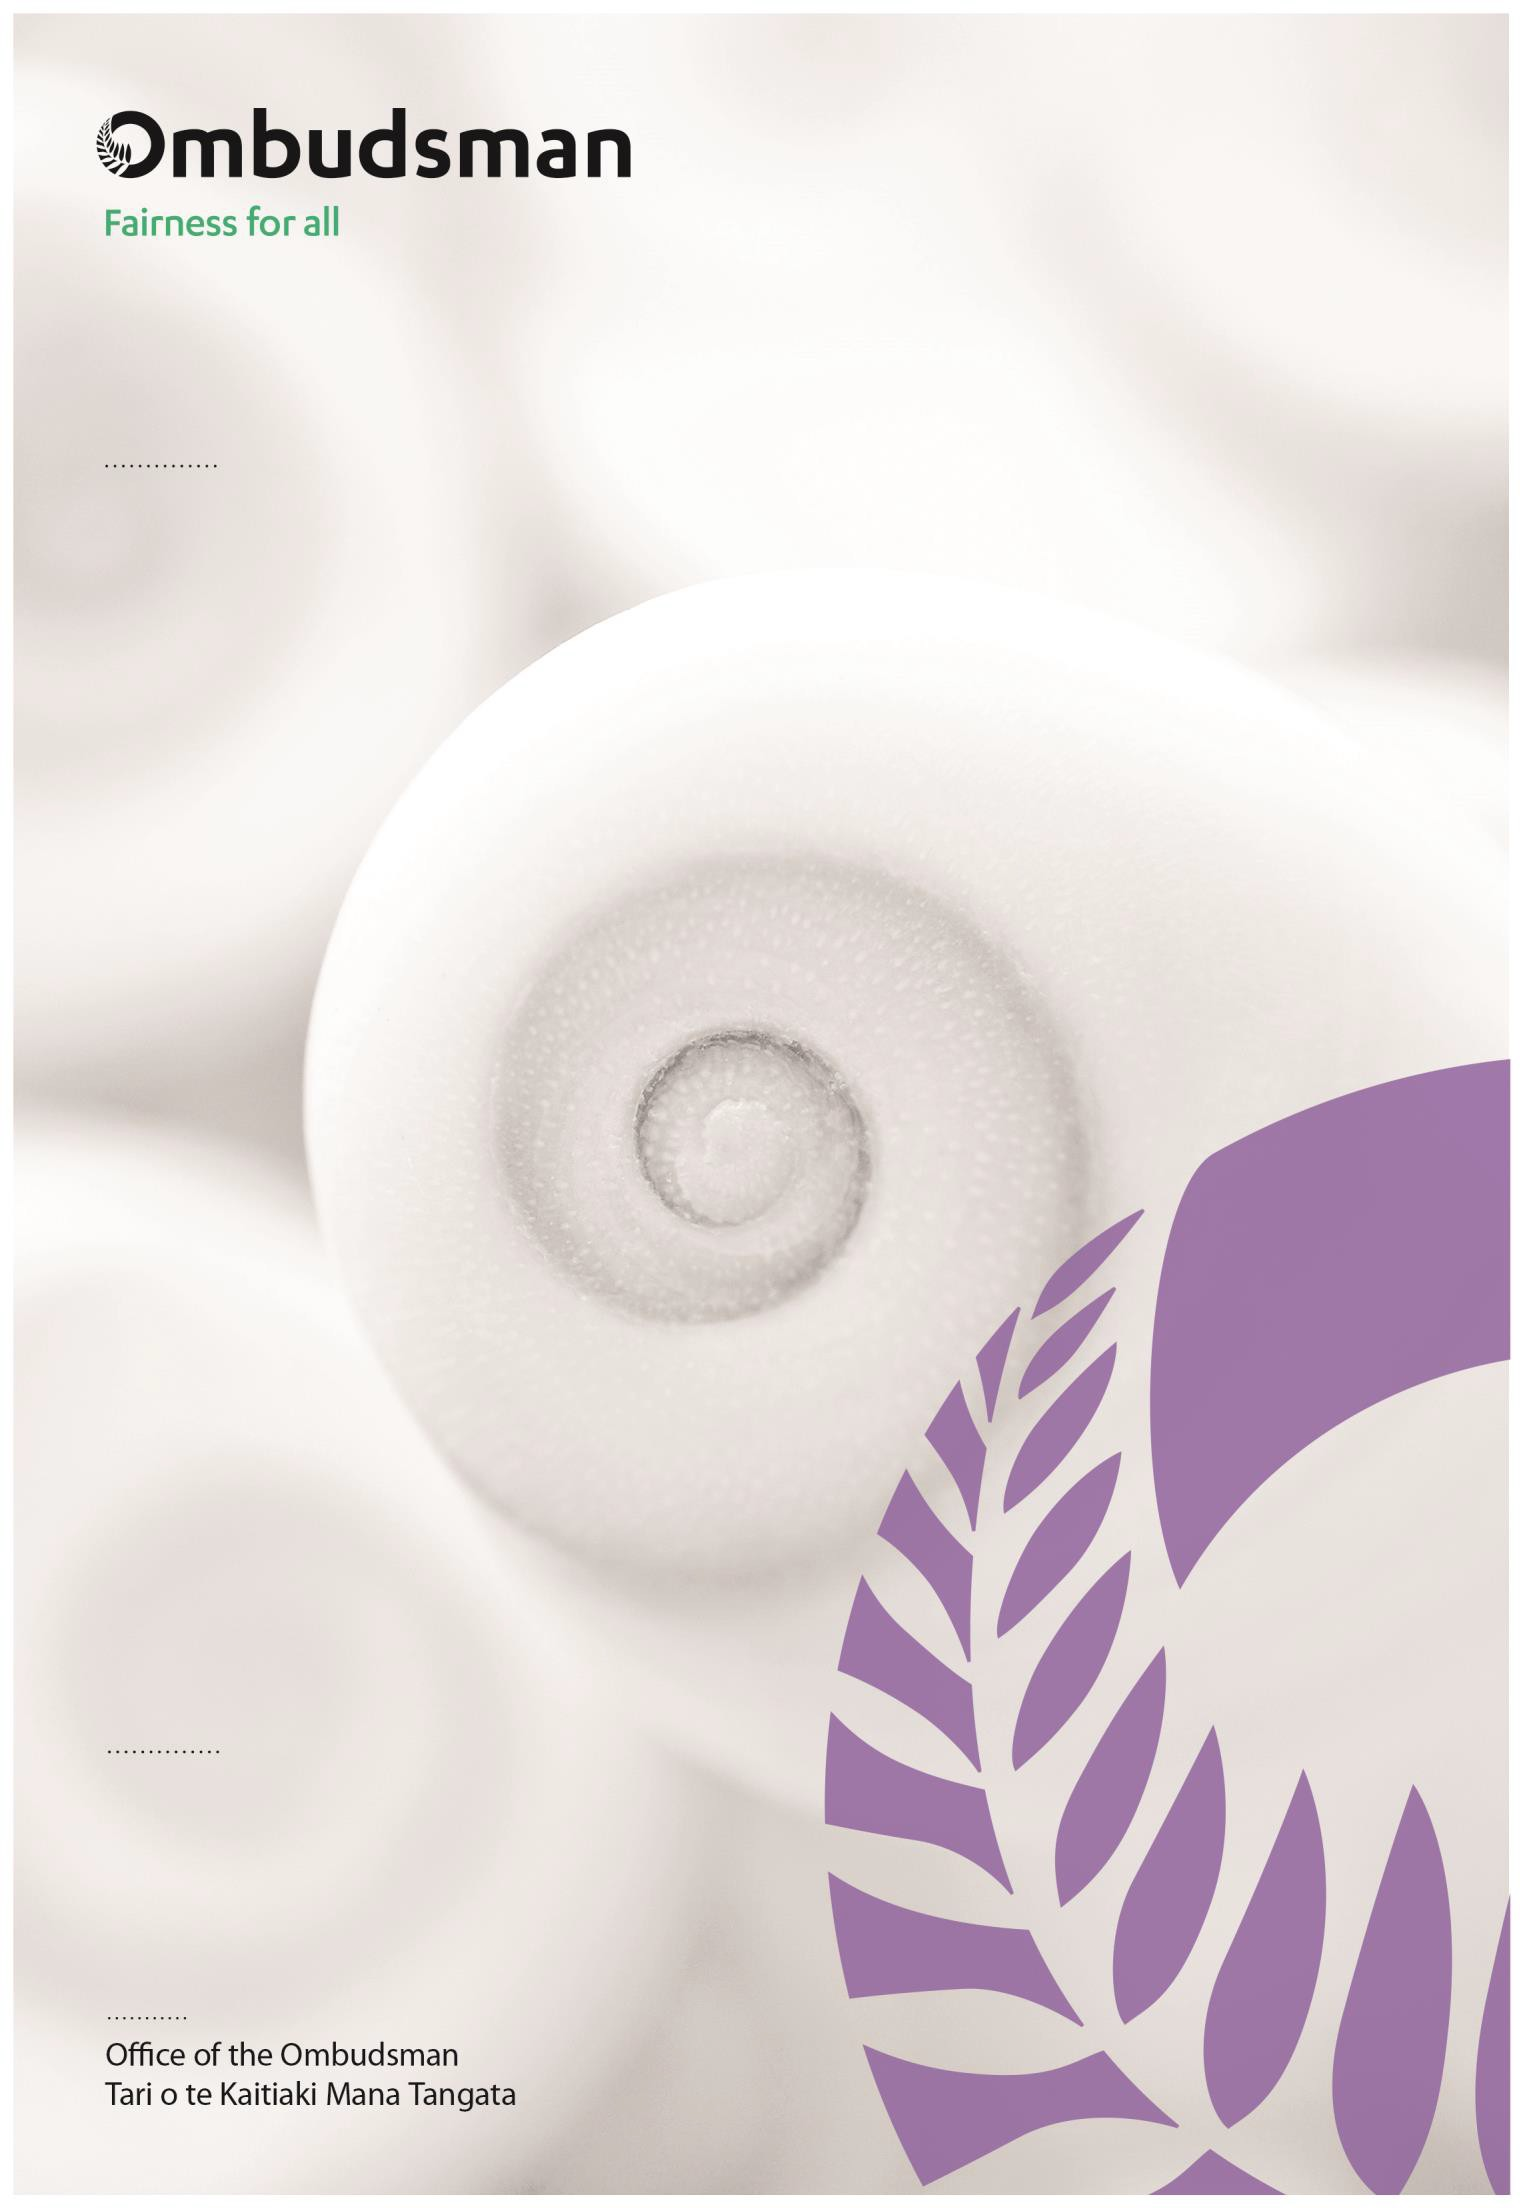 Ombudsman
Fairness for all
Office of the Ombudsman
Tari o te Kaitiaki Mana Tangata